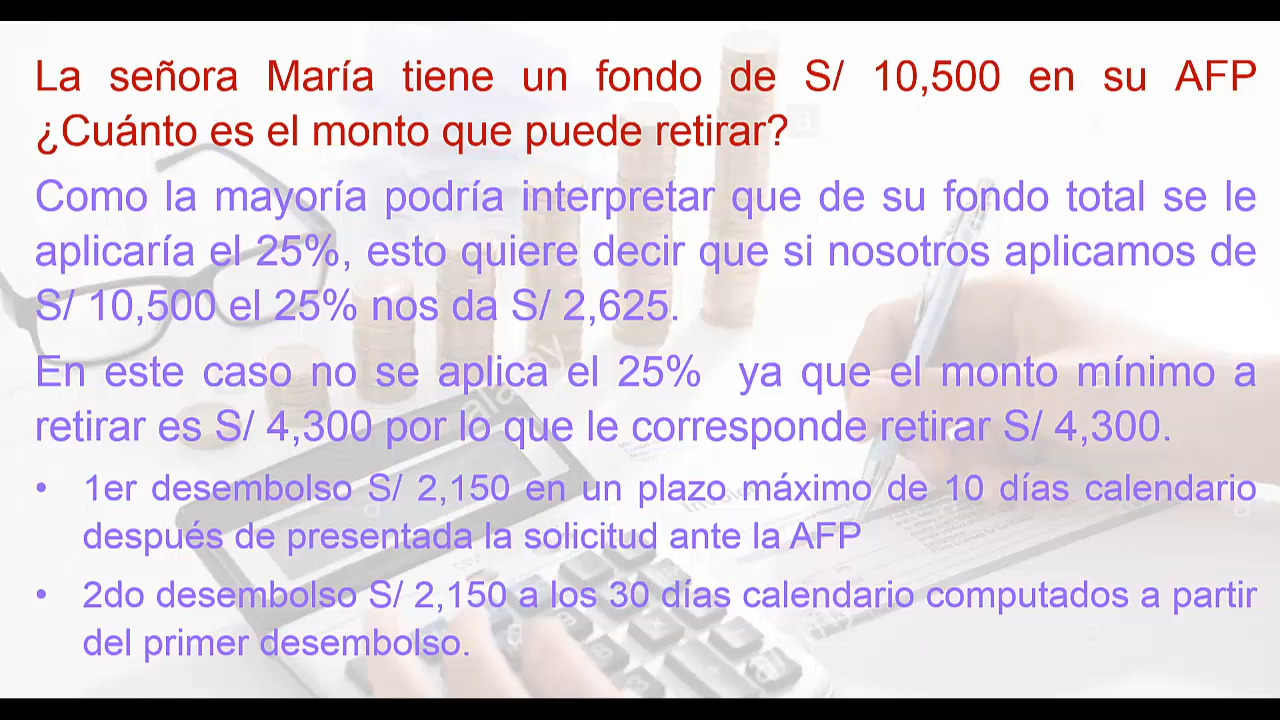 La señora María tiene un fondo de S/ 10,500 en su AFP
¿Cuánto es el monto que puede retirar?
Como la mayoría podría interpretar que de su fondo total se le
aplicaría el 25%, esto quiere decir que si nosotros aplicamos de
S/ 10,500 el 25% nos da S/ 2,625.
En este caso no se aplica el 25% ya que el monto mínimo a
retirar es S/ 4,300 por lo que le corresponde retirar S/ 4,300.
• 1er desembolso S/ 2,150 en un plazo máximo de 10 días calendario
después de presentada la solicitud ante la AFP
• 2do desembolso S/ 2,150 a los 30 días calendario computados a partir
del primer desembolso.